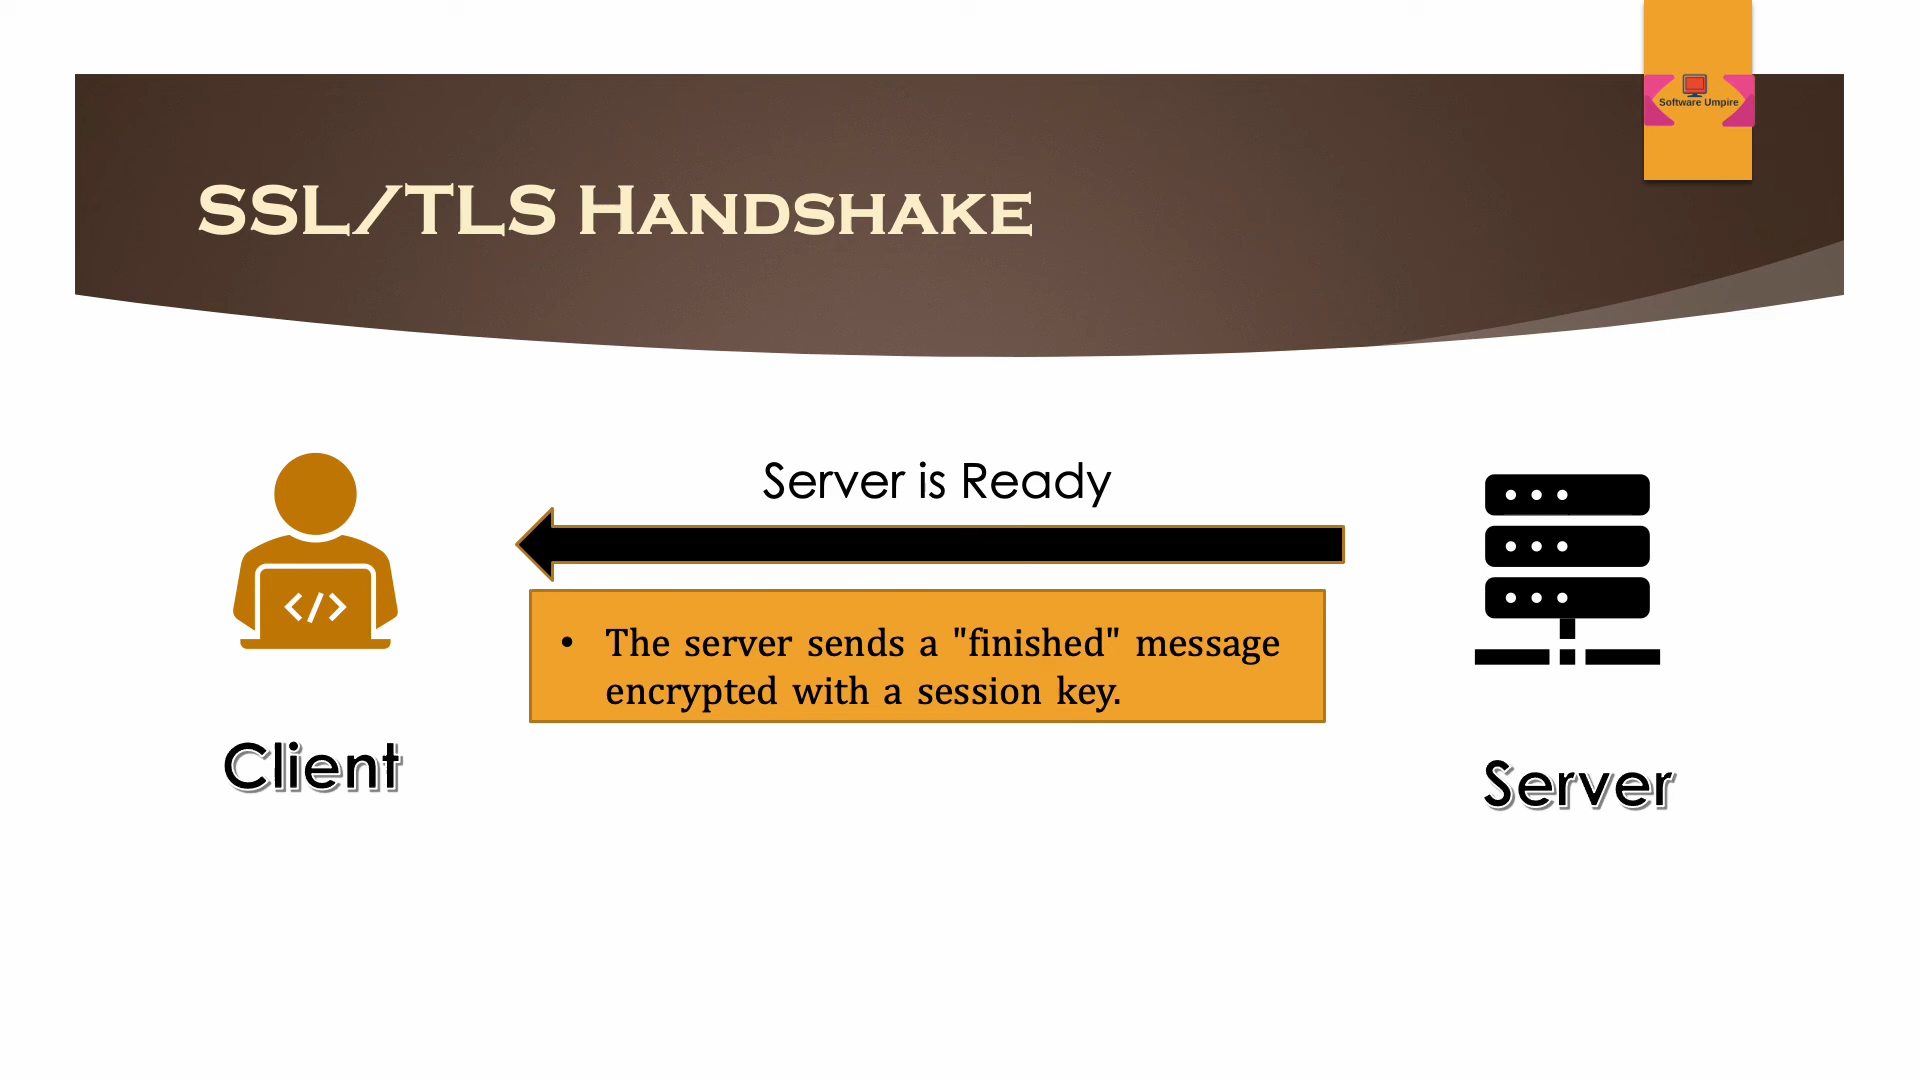 Software Umpire
SSL/TLS Handshake
Server is Ready
</>
• The server sends a "finished" message
encrypted with a session key.
Client
Server